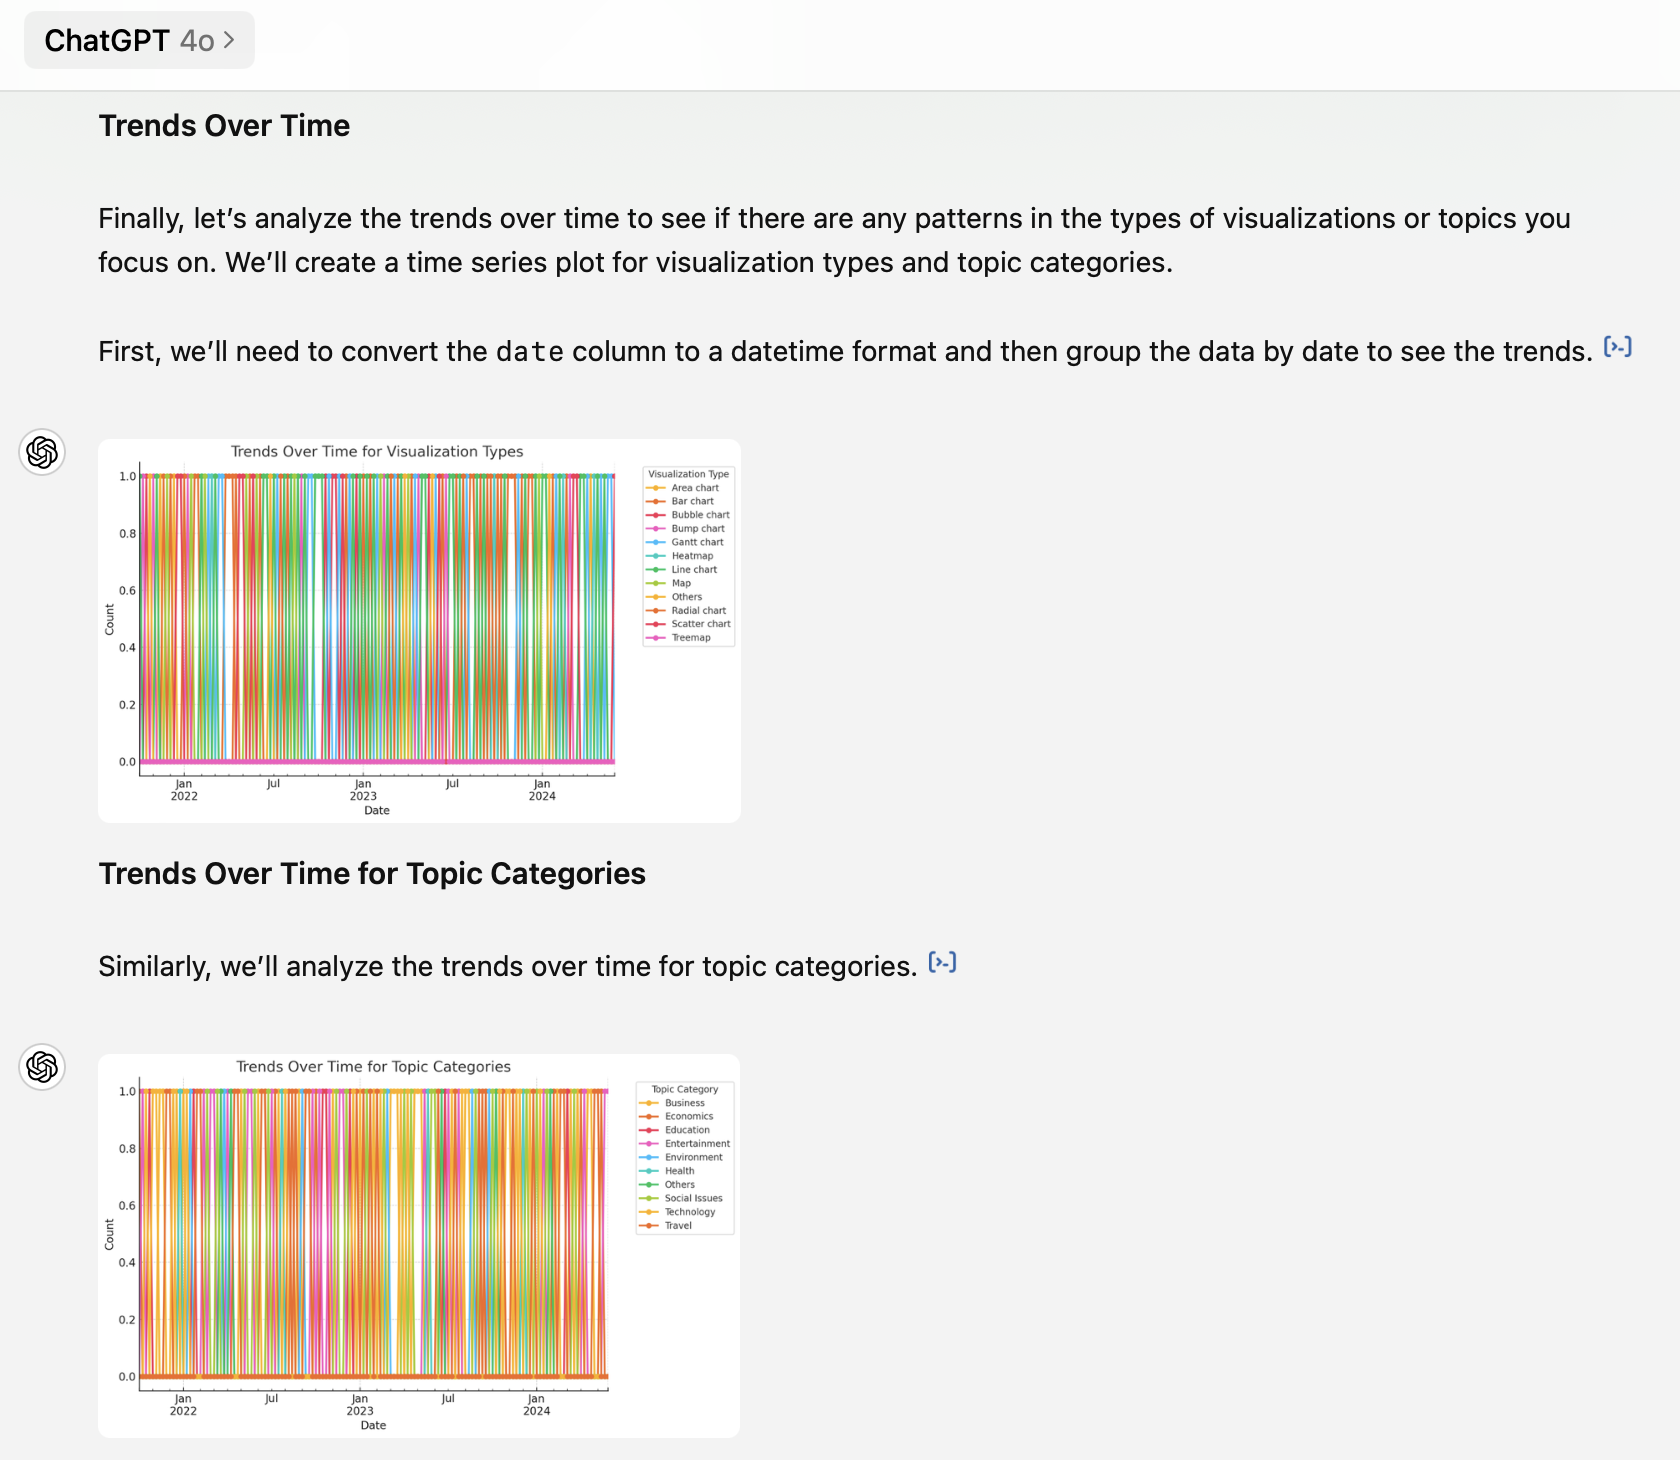 ChatGPT 4o >
Trends Over Time
Finally, let’s analyze the trends over time to see if there are any patterns in the types of visualizations or topics you
focus on. We’ll create a time series plot for visualization types and topic categories.
First, we’ll need to convert the date column to a datetime format and then group the data by date to see the trends. [>-]
Trends Over Time for Visualization Types
Count
1.0
0.8
0.6
0.4
0.2
0.0
Jan Jul Jan Jul Jan
2022 2023 2024
Date
Visualization Type
Area chart
Bar chart
Bubble chart
Bump chart
Gantt chart
Heatmap
Line chart
Map
Others
Radial chart
Scatter chart
Treemap
Trends Over Time for Topic Categories
Similarly, we’ll analyze the trends over time for topic categories. [>-]
Trends Over Time for Topic Categories
Count
1.0
0.8
0.6
0.4
0.2
0.0
Jan Jul Jan Jul Jan
2022 2023 2024
Date
Topic Category
Business
Economics
Education
Entertainment
Environment
Health
Others
Social Issues
Technology
Travel